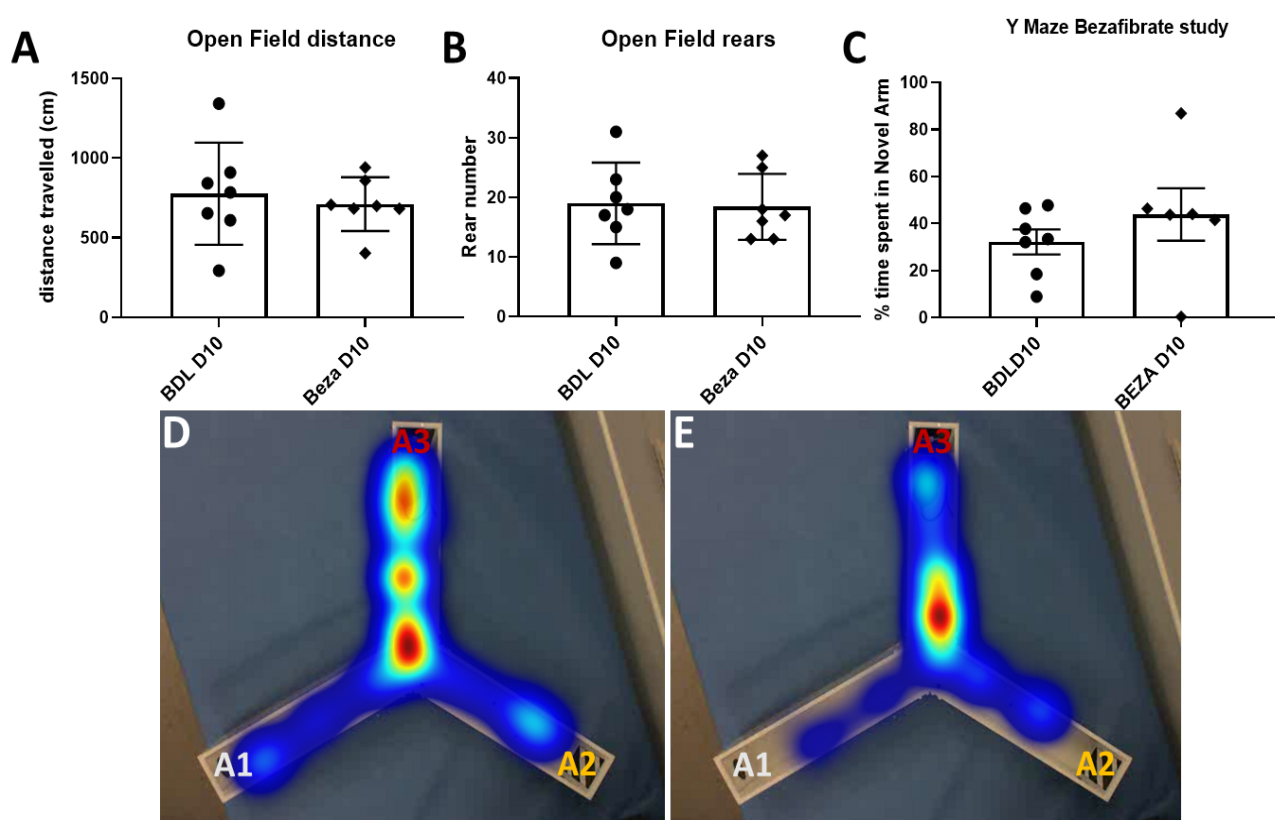 A
Open Field distance
distance travelled (cm)
1500
1000
500
0
BDL D10
Beza D10
B
Open Field rears
Rear number
40
30
20
10
0
BDL D10
Beza D10
C
Y Maze Bezafibrate study
% time spent in Novel Arm
100
80
60
40
20
0
BDLD10
BEZA D10
D
A3
A1
A2
E
A3
A1
A2